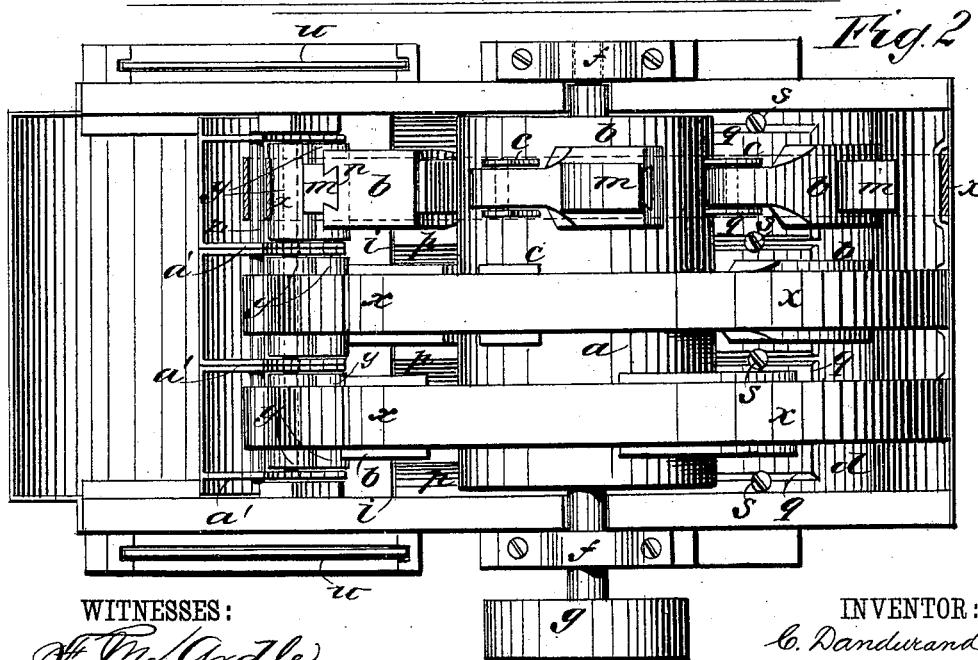 Fig. 2
u
f
s
b
q
c
c
y
m
n
b
m
b
m
x
z
p
i
p
q
s
a'
c
b
y
x
x
a
a'
y
p
q
s
y
x
x
b
d
p
a'
i
s
q
f
u
g
WITNESSES:
INVENTOR:
C. Dandurand